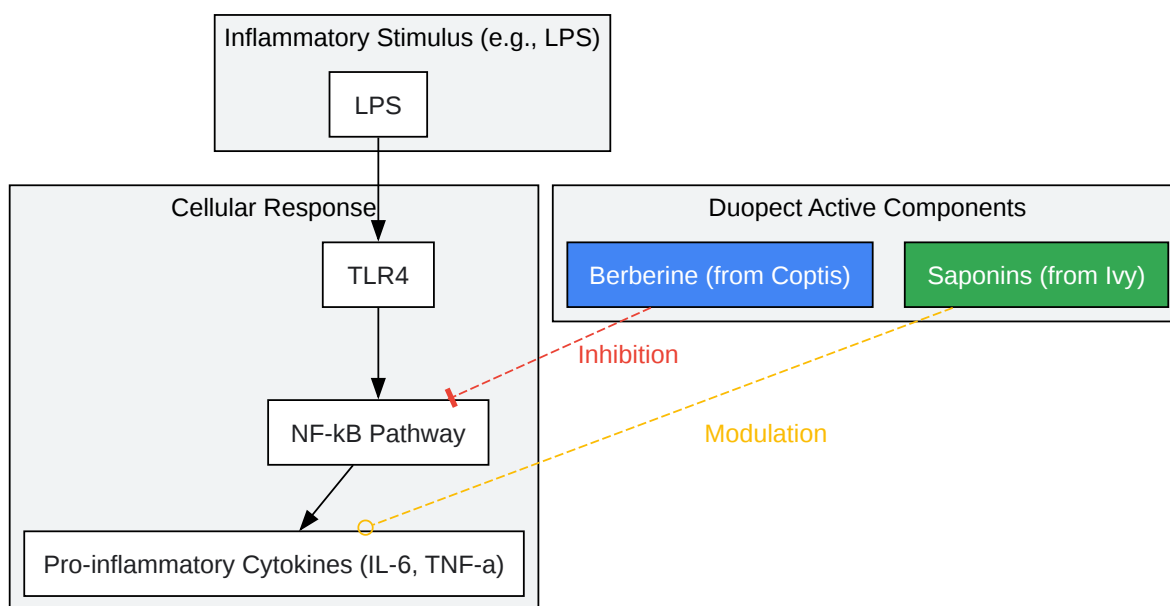 Inflammatory Stimulus (e.g., LPS)
LPS
Cellular Response
Duopect Active Components
TLR4
Berberine (from Coptis)
Saponins (from Ivy)
Inhibition
NF-kB Pathway
Modulation
Pro-inflammatory Cytokines (IL-6, TNF-a)